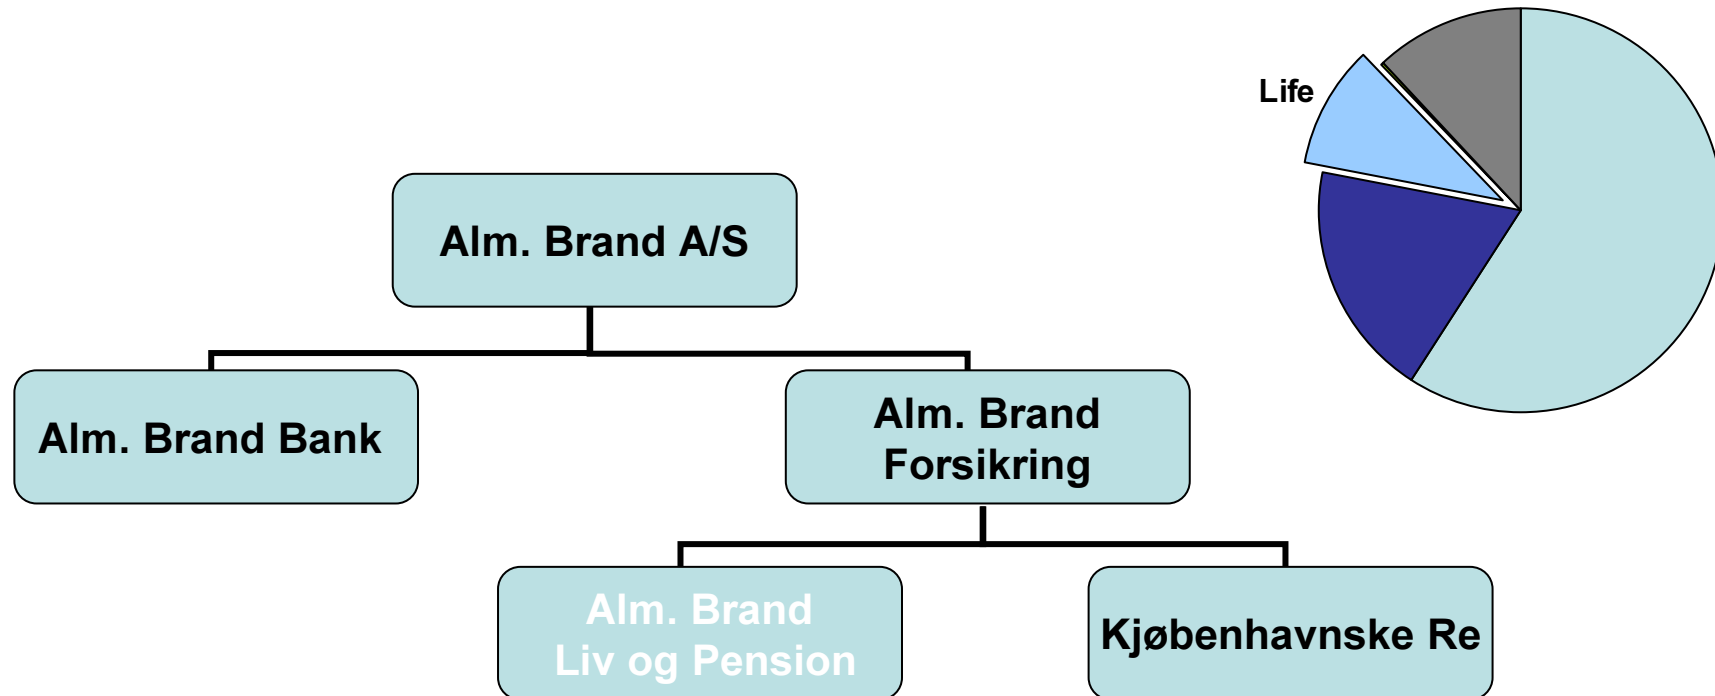 Life
Alm. Brand A/S
Alm. Brand Bank
Alm. Brand
Forsikring
Alm. Brand
Liv og Pension
Kjøbenhavnske Re